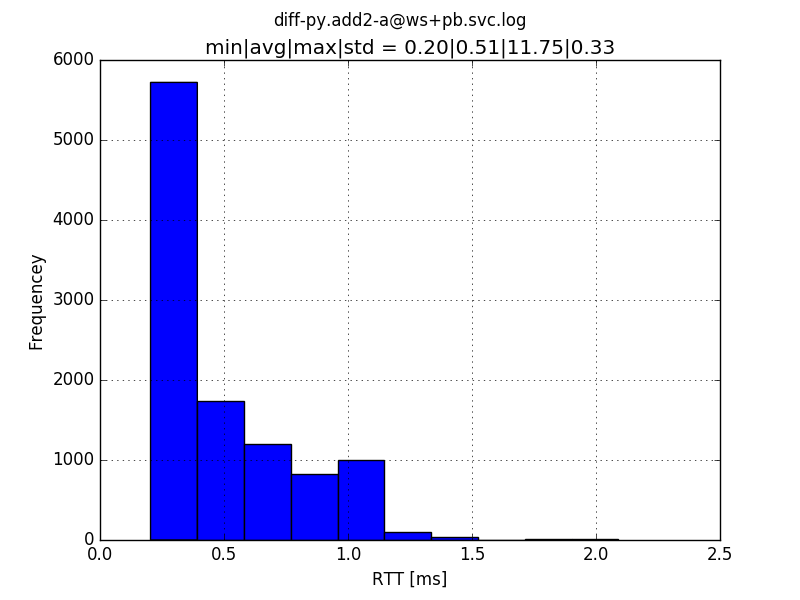 diff-py.add2-a@ws+pb.svc.log
min|avg|max|std = 0.20|0.51|11.75|0.33
6000
5000
4000
3000
2000
1000
0
Frequencey
0.0 0.5 1.0 1.5 2.0 2.5
RTT [ms]